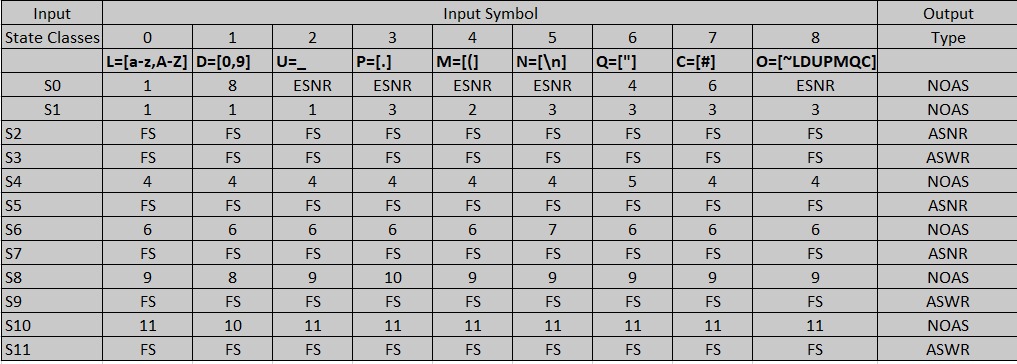 Input Input Symbol Output
State Classes 0 1 2 3 4 5 6 7 8 Type
L=[a-z,A-Z] D=[0,9] U=_ P=[.] M=[(] N=[\n] Q=["] C=[#] O=[~LDUPMQC]
S0 1 8 ESNR ESNR ESNR ESNR 4 6 ESNR NOAS
S1 1 1 1 3 2 3 3 3 3 NOAS
S2 FS FS FS FS FS FS FS FS FS ASNR
S3 FS FS FS FS FS FS FS FS FS ASWR
S4 4 4 4 4 4 4 5 4 4 NOAS
S5 FS FS FS FS FS FS FS FS FS ASNR
S6 6 6 6 6 6 7 6 6 6 NOAS
S7 FS FS FS FS FS FS FS FS FS ASNR
S8 9 8 9 10 9 9 9 9 9 NOAS
S9 FS FS FS FS FS FS FS FS FS ASWR
S10 11 10 11 11 11 11 11 11 11 NOAS
S11 FS FS FS FS FS FS FS FS FS ASWR